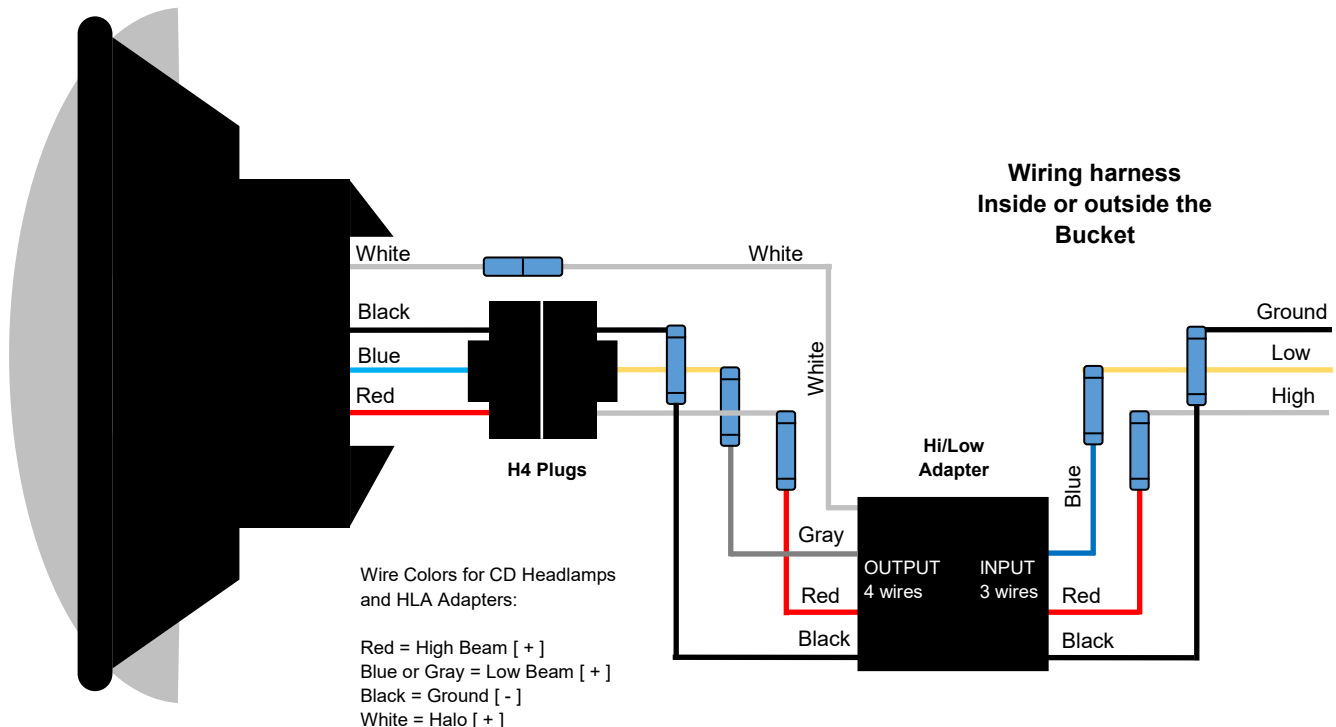 Wiring harness
Inside or outside the
Bucket
White
White
Black
Blue
Red
H4 Plugs
White
Ground
Low
High
Hi/Low
Adapter
Blue
Gray
Red
Black
OUTPUT
4 wires
INPUT
3 wires
Red
Black
Wire Colors for CD Headlamps
and HLA Adapters:
Red = High Beam [ + ]
Blue or Gray = Low Beam [ + ]
Black = Ground [ - ]
White = Halo [ + ]